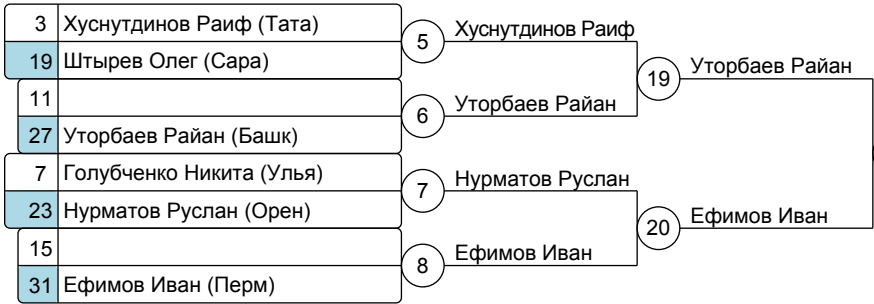 3 Хуснутдинов Раиф (Тата)
19 Штырев Олег (Сара)
5 Хуснутдинов Раиф
11
27 Уторбаев Райан (Башк)
6 Уторбаев Райан
19 Уторбаев Райан
7 Голубченко Никита (Улья)
23 Нурматов Руслан (Орен)
7 Нурматов Руслан
15
31 Ефимов Иван (Перм)
8 Ефимов Иван
20 Ефимов Иван